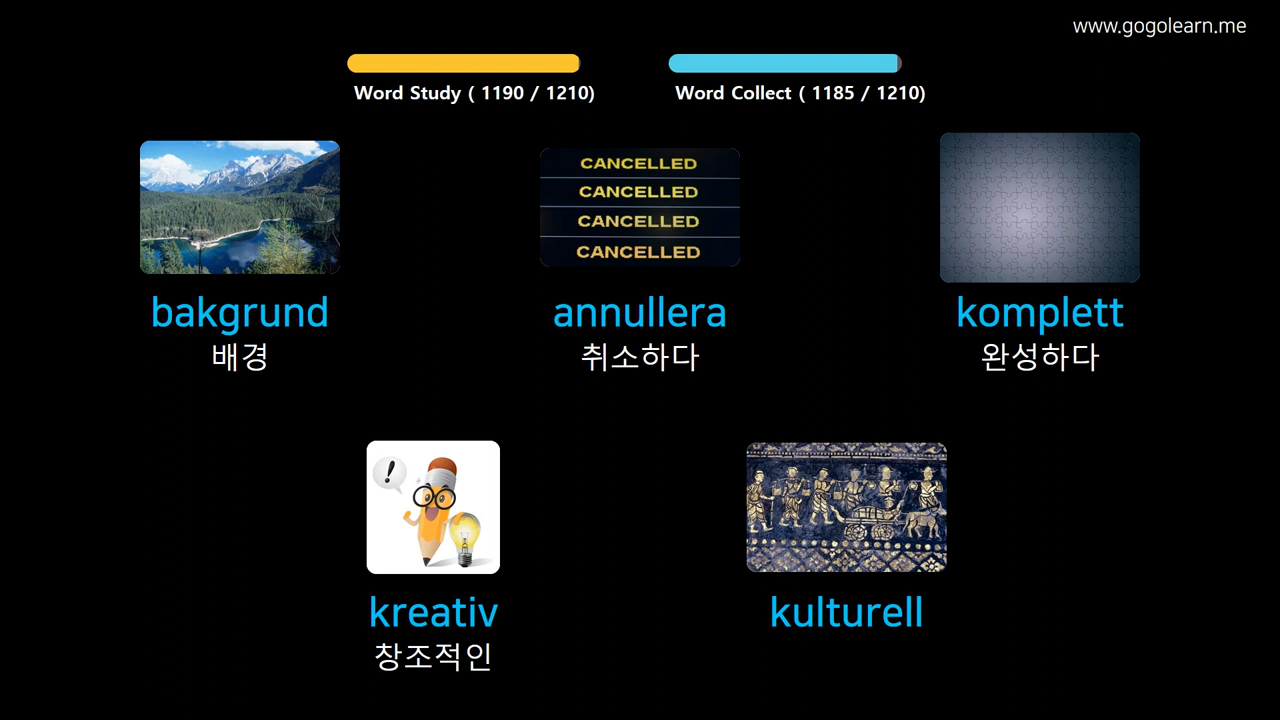 www.gogolearn.me
Word Study ( 1190 / 1210)
Word Collect ( 1185 / 1210)
CANCELLED
CANCELLED
CANCELLED
CANCELLED
bakgrund
annullera
komplett
배경
취소하다
완성하다
!
kreativ
kulturell
창조적인